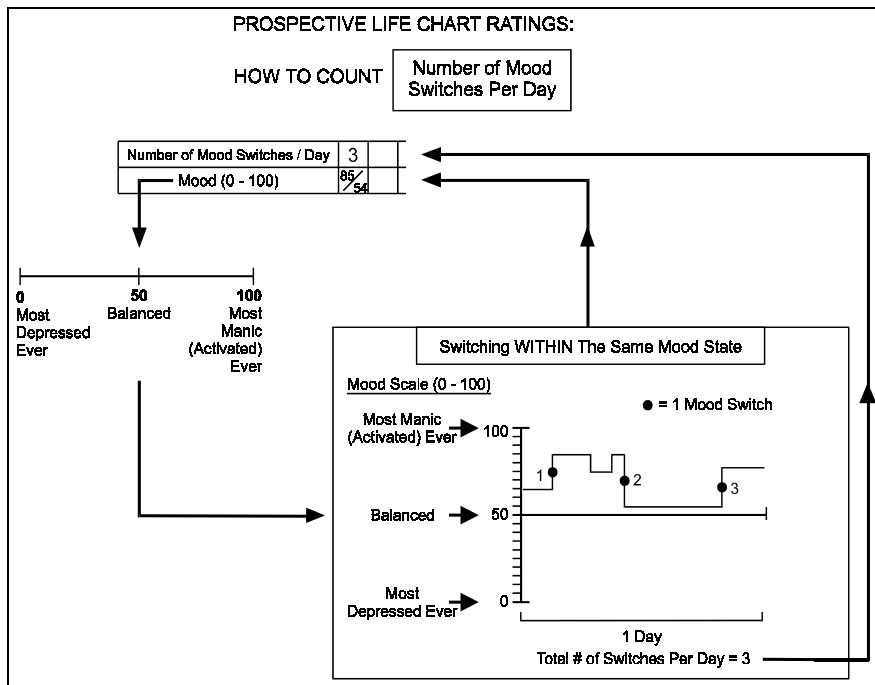 PROSPECTIVE LIFE CHART RATINGS:
HOW TO COUNT
Number of Mood
Switches Per Day
Number of Mood Switches / Day 3
Mood (0 - 100) 85/54
0 50 100
Most
Depressed
Ever
Balanced
Most
Manic
(Activated)
Ever
Switching WITHIN The Same Mood State
Mood Scale (0 - 100)
● = 1 Mood Switch
Most Manic
(Activated) Ever
100
1
2
3
Balanced
50
Most
Depressed Ever
0
1 Day
Total # of Switches Per Day = 3